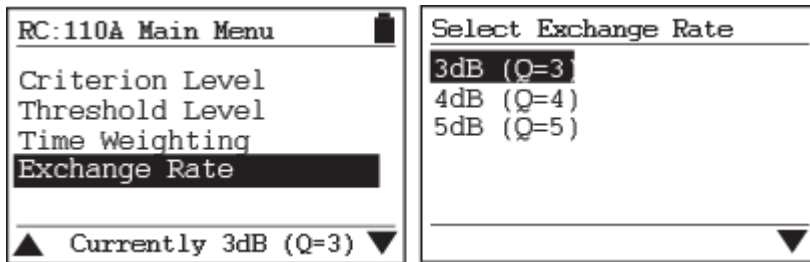 RC:110A Main Menu
Criterion Level
Threshold Level
Time Weighting
Exchange Rate
Currently 3dB (Q=3)
Select Exchange Rate
3dB (Q=3)
4dB (Q=4)
5dB (Q=5)